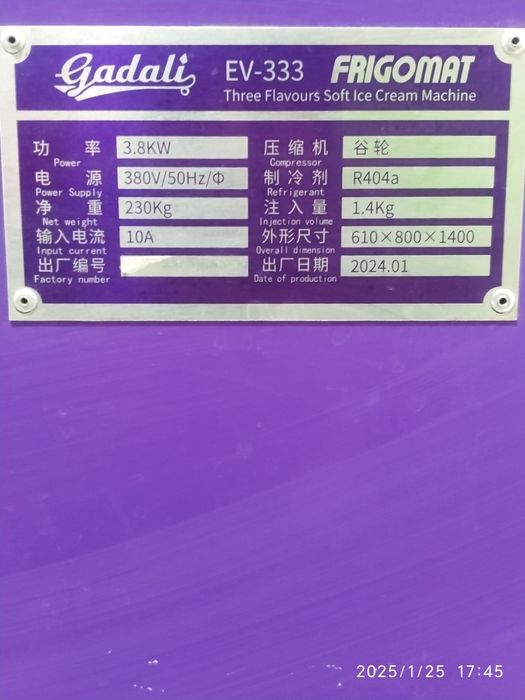 Gadali EV-333 FRIGOMAT
Three Flavours Soft Ice Cream Machine
功率 3.8KW 压缩机 谷轮
Power Compressor
电源 380V/50Hz/Φ 制冷剂 R404a
Power Supply Refrigerant
净重 230Kg 注入量 1.4Kg
Net weight Injection volume
输入电流 10A 外形尺寸 610×800×1400
Input current Overall dimension
出厂编号 出厂日期 2024.01
Factory number Date of production
2025/1/25 17:45